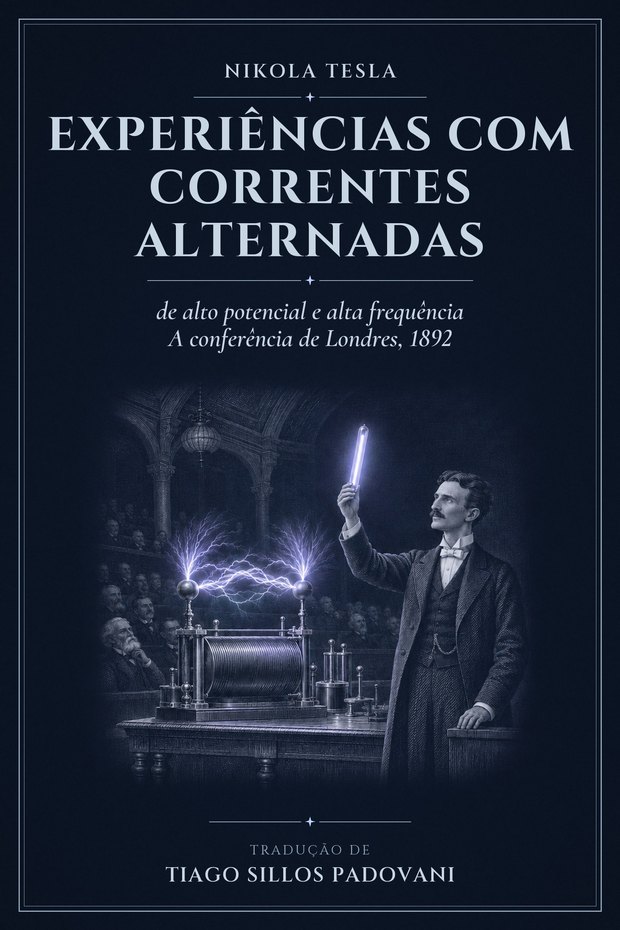 NIKOLA TESLA
EXPERIÊNCIAS COM
CORRENTES
ALTERNADAS
de alto potencial e alta frequência
A conferência de Londres, 1892
TRADUÇÃO DE
TIAGO SILLOS PADOVANI